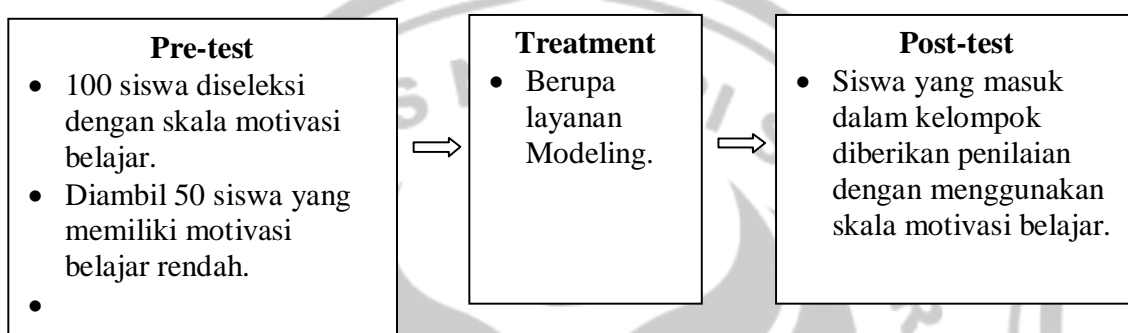 Pre-test
• 100 siswa diseleksi
dengan skala motivasi
belajar.
• Diambil 50 siswa yang
memiliki motivasi
belajar rendah.
•
Treatment
• Berupa
layanan
Modeling.
Post-test
• Siswa yang masuk
dalam kelompok
diberikan penilaian
dengan menggunakan
skala motivasi belajar.